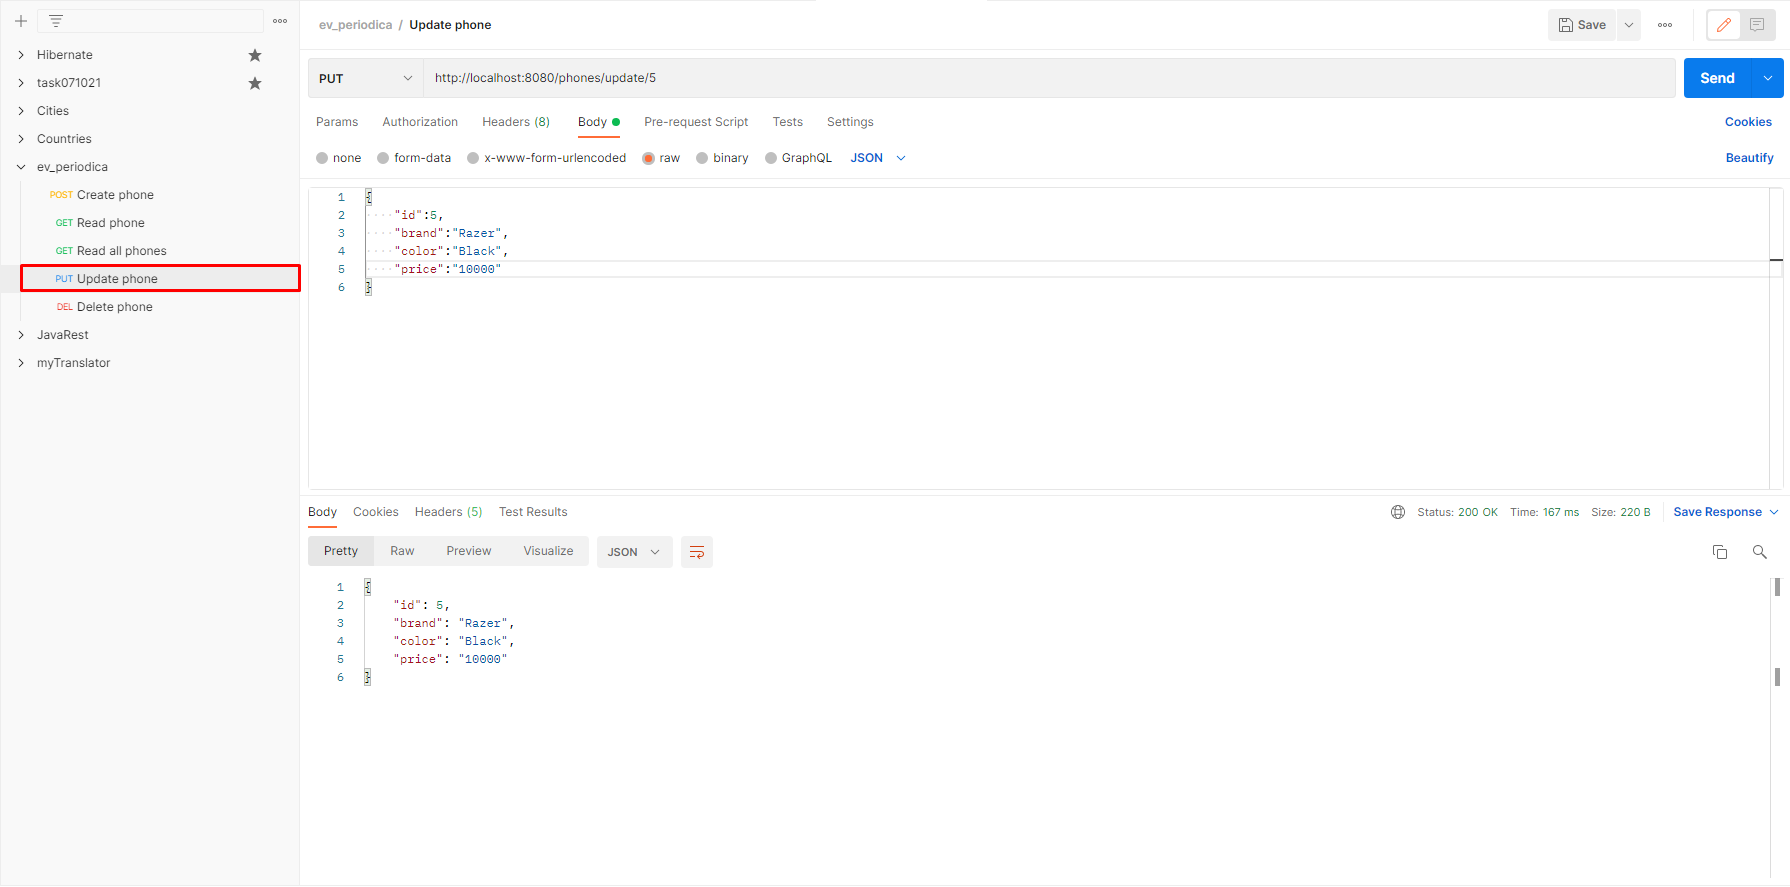 Hibernate
task071021
Cities
Countries
ev_periodica
POST Create phone
GET Read phone
GET Read all phones
PUT Update phone
DEL Delete phone
JavaRest
myTranslator
ev_periodica / Update phone
Save
PUT
http://localhost:8080/phones/update/5
Send
Params Authorization Headers (8) Body Pre-request Script Tests Settings Cookies
none form-data x-www-form-urlencoded raw binary GraphQL JSON Beautify
1 {
2 "id":5,
3 "brand":"Razer",
4 "color":"Black",
5 "price":"10000"
6 }
Body Cookies Headers (5) Test Results Status: 200 OK Time: 167 ms Size: 220 B Save Response
Pretty Raw Preview Visualize JSON
1 {
2 "id": 5,
3 "brand": "Razer",
4 "color": "Black",
5 "price": "10000"
6 }